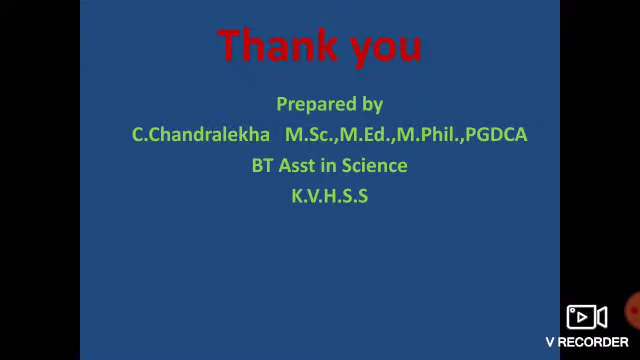 Thank you
Prepared by
C.Chandralekha M.Sc.,M.Ed.,M.Phil.,PGDCA
BT Asst in Science
K.V.H.S.S
V RECORDER